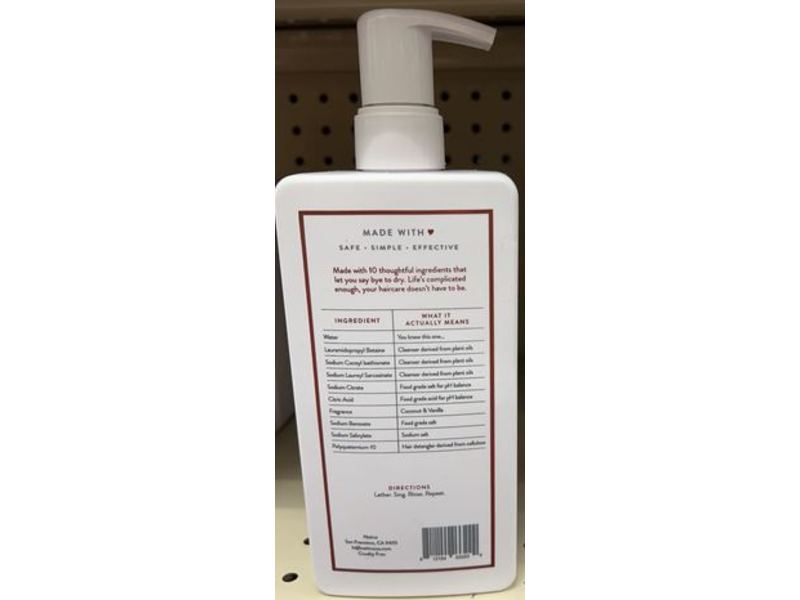 MADE WITH ♥
SAFE • SIMPLE • EFFECTIVE
Made with 10 thoughtful ingredients that
let you say bye to dry. Life's complicated
enough, your haircare doesn't have to be.
INGREDIENT WHAT IT ACTUALLY MEANS
Water You knew this one...
Lauramidopropyl Betaine Cleanser derived from plant oils
Sodium Cocoyl Isethionate Cleanser derived from plant oils
Sodium Lauroyl Sarcosinate Cleanser derived from plant oils
Sodium Citrate Food grade salt for pH balance
Citric Acid Food grade acid for pH balance
Fragrance Coconut & Vanilla
Sodium Benzoate Food grade salt
Sodium Salicylate Sodium salt
Polyquaternium-10 Hair detangler derived from cellulose
DIRECTIONS
Lather. Sing. Rinse. Repeat.
Native
San Francisco, CA
Cruelty Free